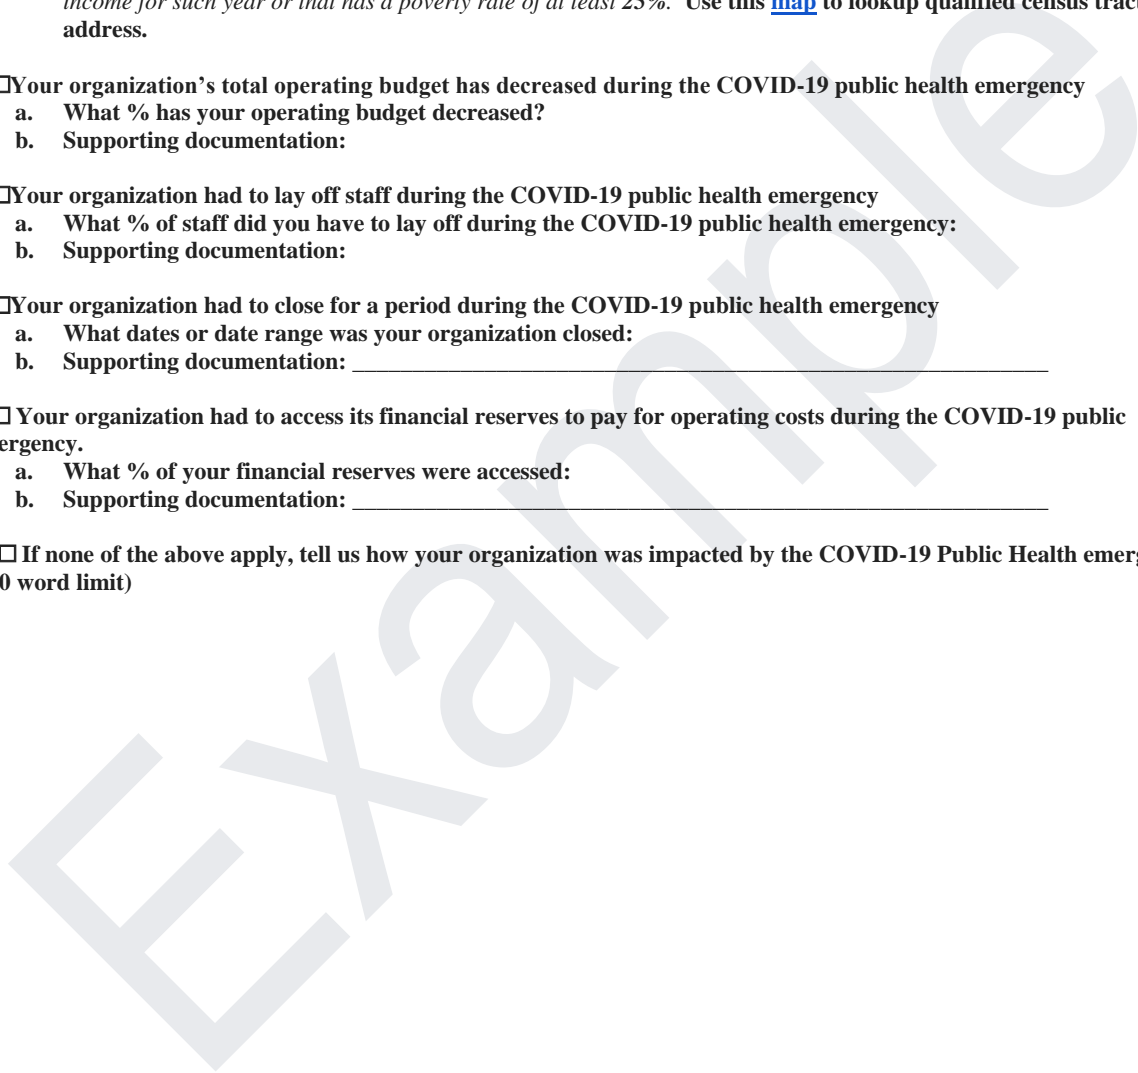 income for such year or that has a poverty rate of at least 25%. Use this map to lookup qualified census tract
address.
☐Your organization’s total operating budget has decreased during the COVID-19 public health emergency
a. What % has your operating budget decreased?
b. Supporting documentation:
☐Your organization had to lay off staff during the COVID-19 public health emergency
a. What % of staff did you have to lay off during the COVID-19 public health emergency:
b. Supporting documentation:
☐Your organization had to close for a period during the COVID-19 public health emergency
a. What dates or date range was your organization closed:
b. Supporting documentation: __________________________________________________________
☐ Your organization had to access its financial reserves to pay for operating costs during the COVID-19 public
ergency.
a. What % of your financial reserves were accessed:
b. Supporting documentation: __________________________________________________________
☐ If none of the above apply, tell us how your organization was impacted by the COVID-19 Public Health emerg
0 word limit)
Example